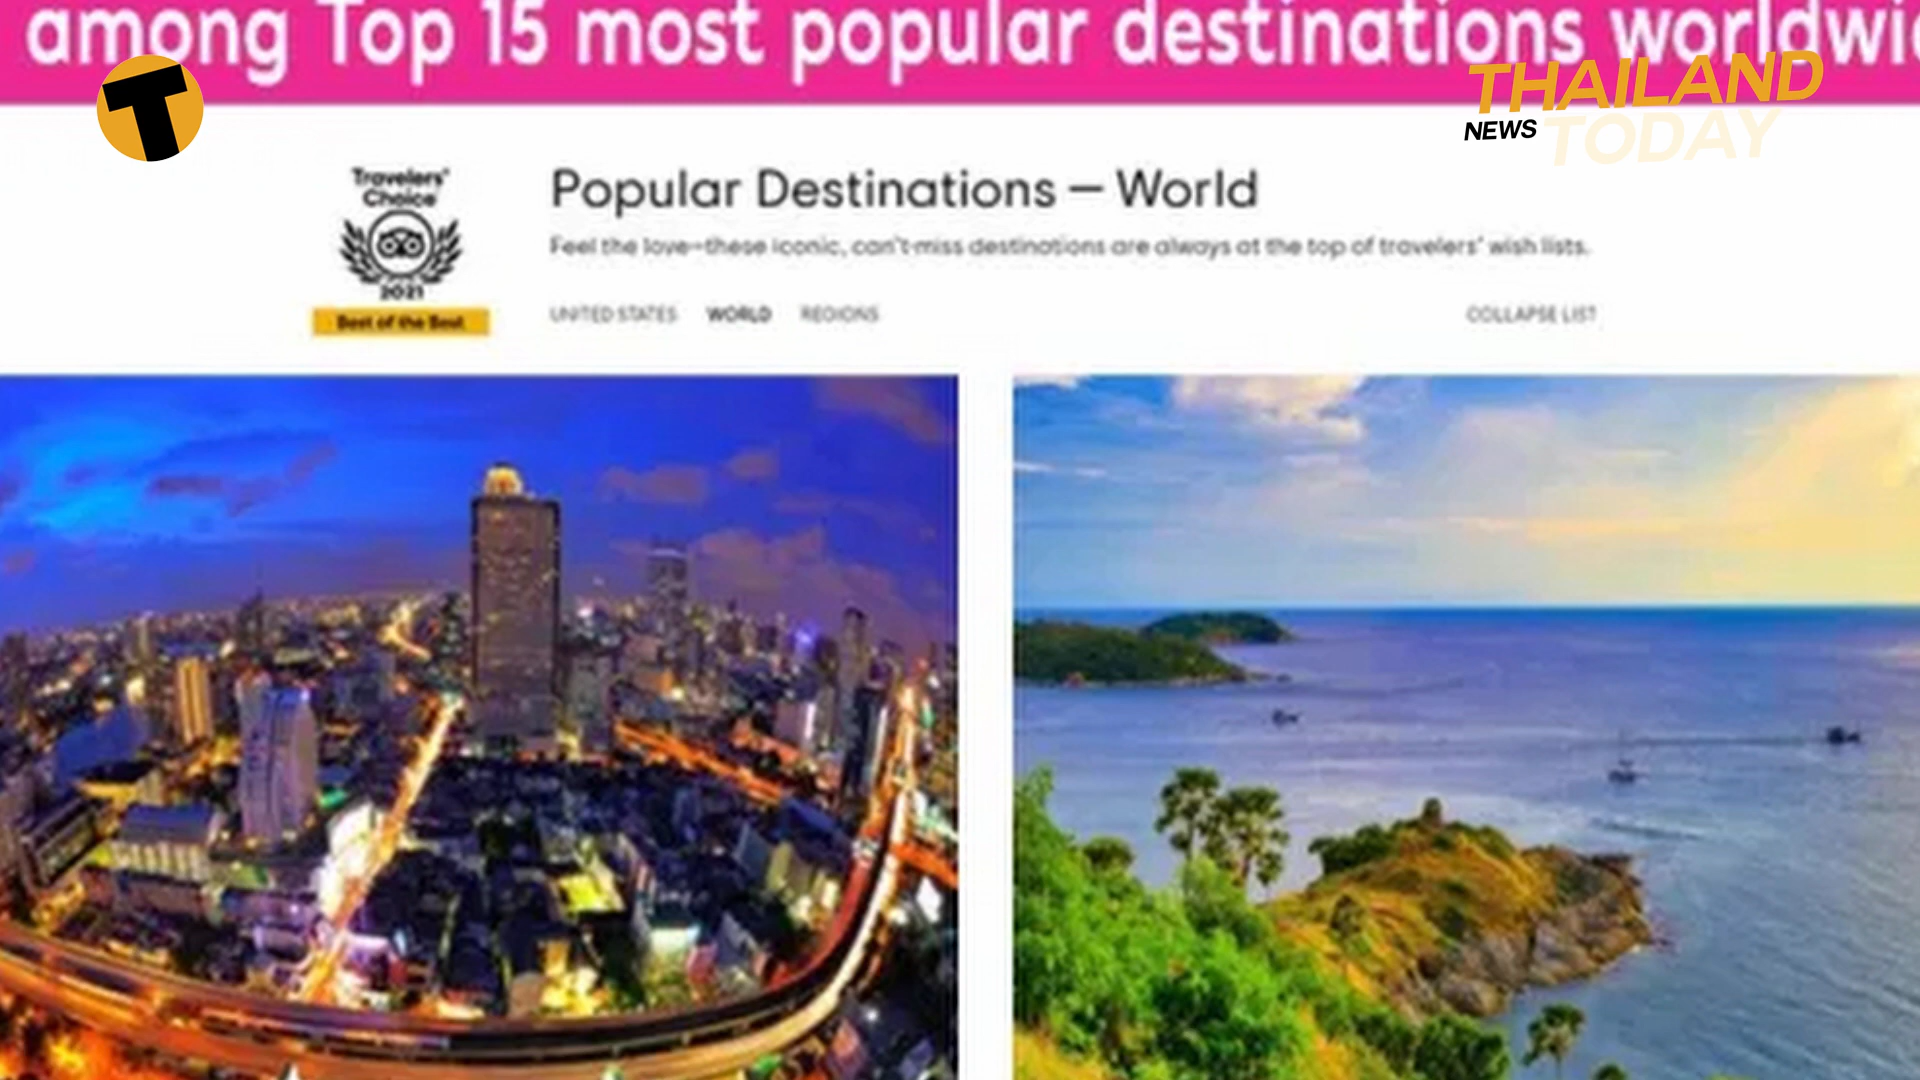 among Top 15 most popular destinations worldwi
T
THAILAND
NEWS TODAY
Travelers'
Choice
2021
Best of the Best
Popular Destinations — World
Feel the love—these iconic, can't-miss destinations are always at the top of travelers' wish lists.
UNITED STATES WORLD REGIONS COLLAPSE LIST